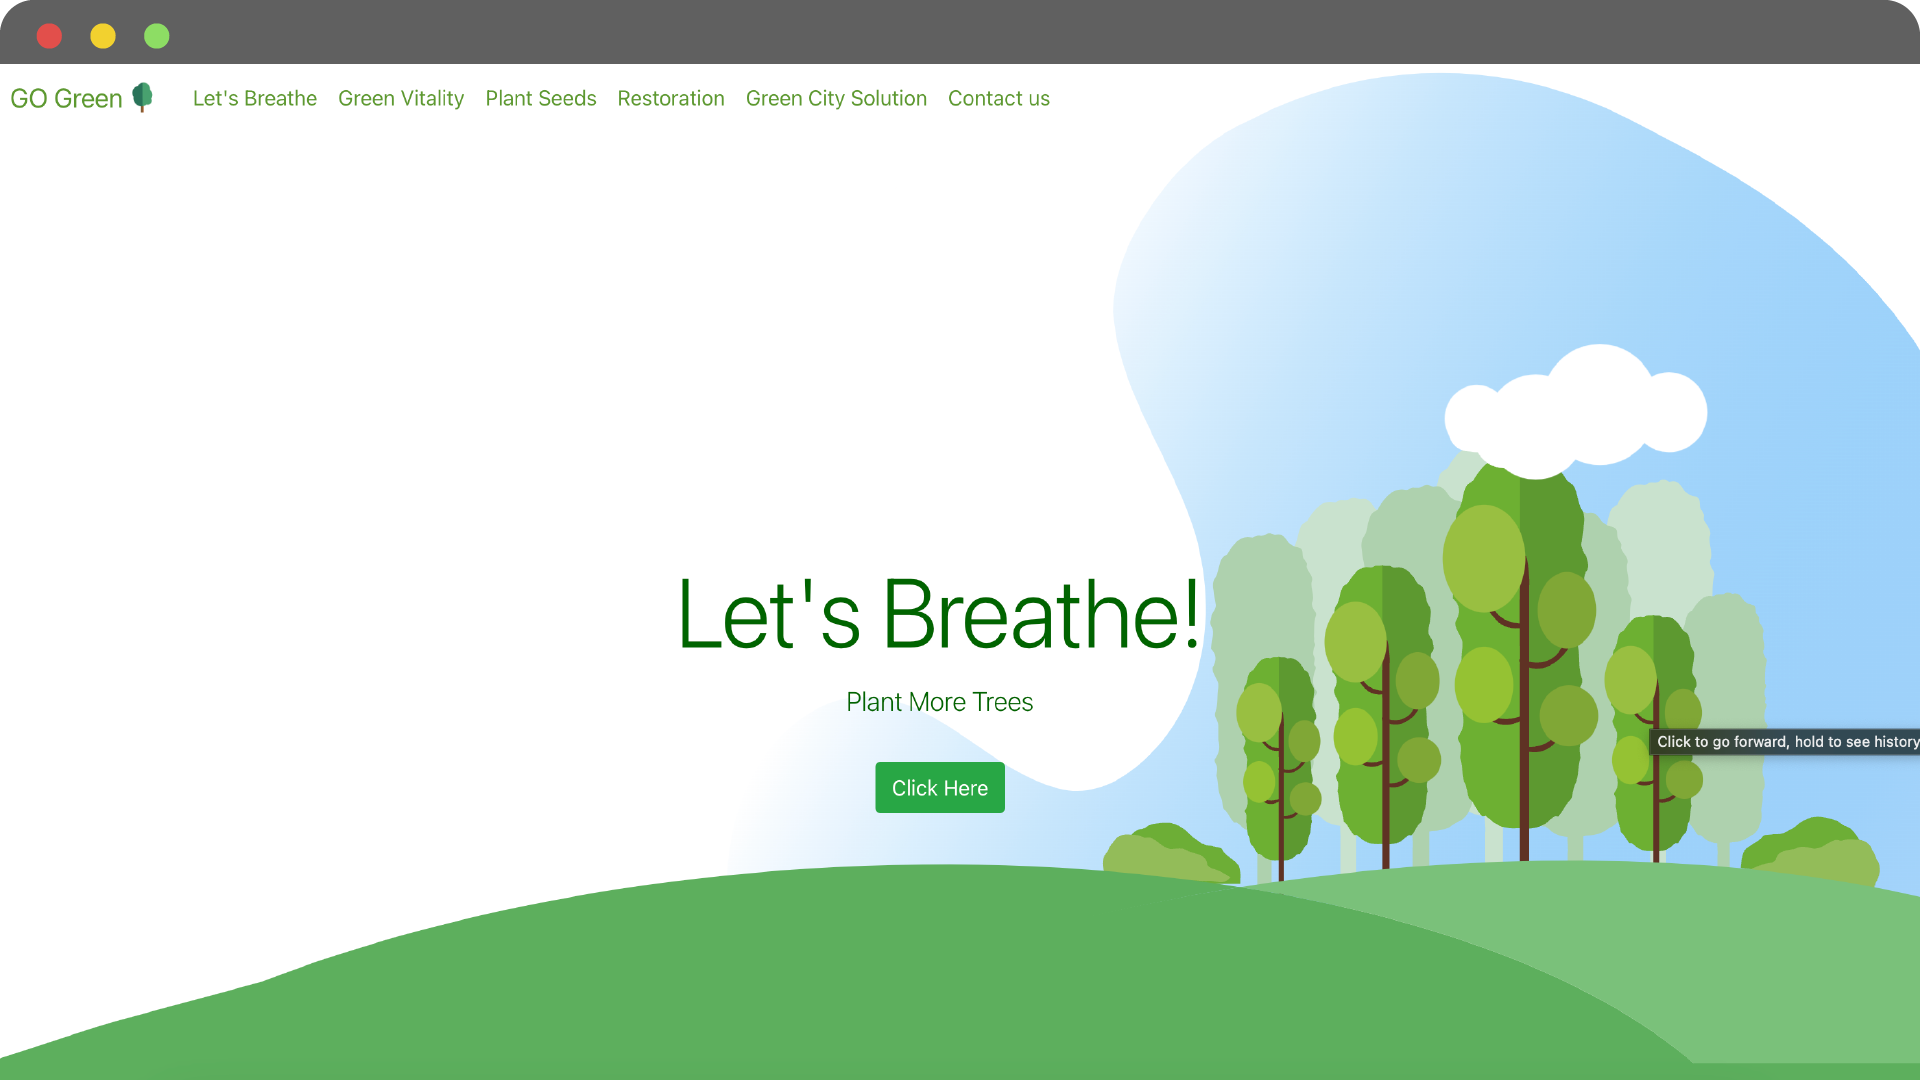 GO Green Let's Breathe Green Vitality Plant Seeds Restoration Green City Solution Contact us
Let's Breathe!
Plant More Trees
Click to go forward, hold to see history
Click Here